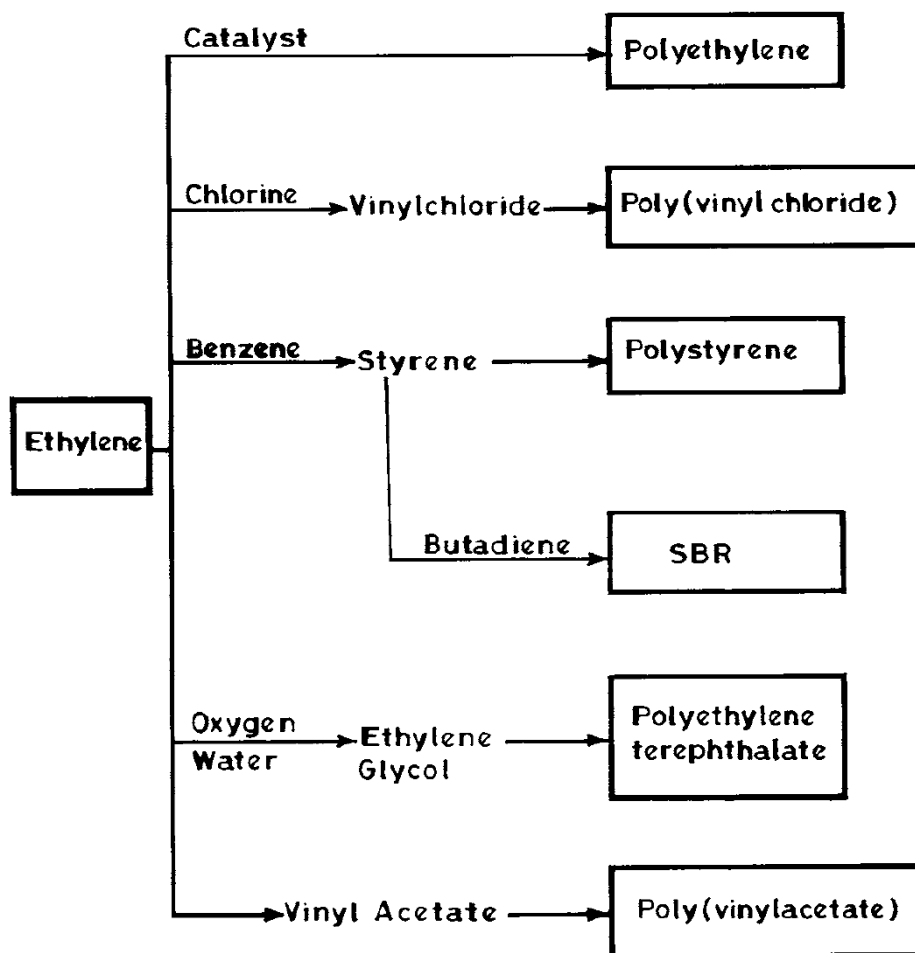 Catalyst
Polyethylene
Chlorine
Vinylchloride
Poly(vinyl chloride)
Benzene
Styrene
Polystyrene
Ethylene
Butadiene
SBR
Oxygen
Water
Ethylene
Glycol
Polyethylene
terephthalate
Vinyl Acetate
Poly(vinylacetate)